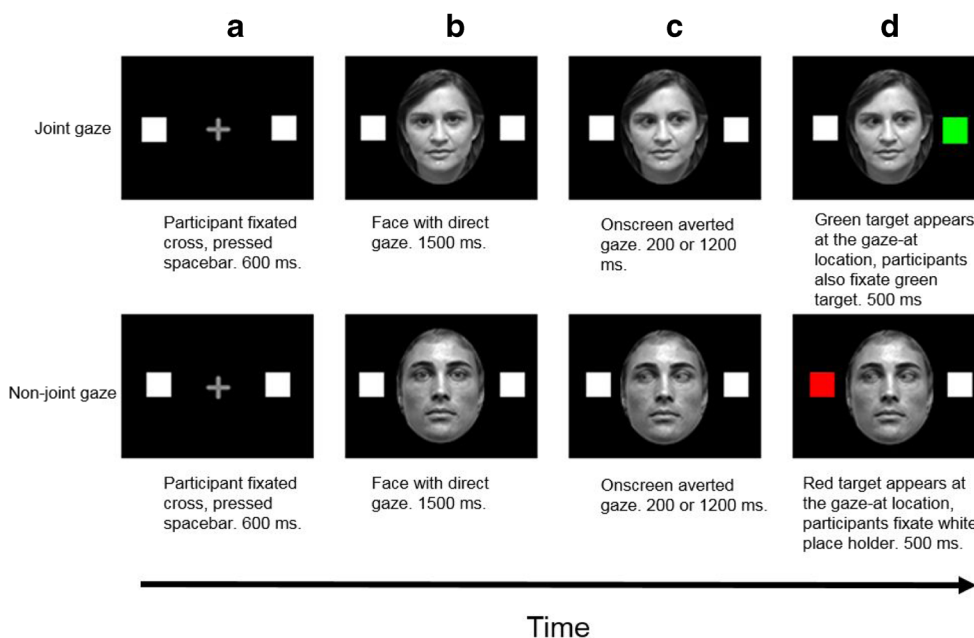 a b c d
Joint gaze
Participant fixated
cross, pressed
spacebar. 600 ms.
Face with direct
gaze. 1500 ms.
Onscreen averted
gaze. 200 or 1200
ms.
Green target appears
at the gaze-at
location, participants
also fixate green
target. 500 ms
Non-joint gaze
Participant fixated
cross, pressed
spacebar. 600 ms.
Face with direct
gaze. 1500 ms.
Onscreen averted
gaze. 200 or 1200 ms.
Red target appears at
the gaze-at location,
participants fixate white
place holder. 500 ms.
Time